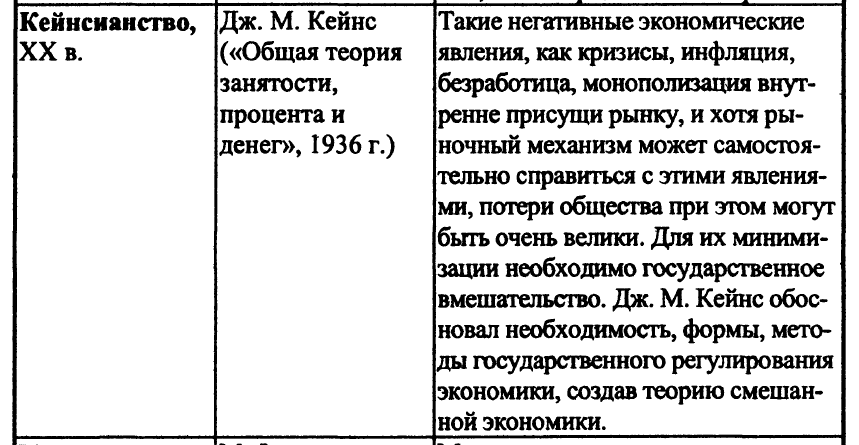 Кейнсианство,
XX в.
Дж. М. Кейнс
(«Общая теория
занятости,
процента и
денег», 1936 г.)
Такие негативные экономические
явления, как кризисы, инфляция,
безработица, монополизация внут-
ренне присущи рынку, и хотя ры-
ночный механизм может самостоя-
тельно справиться с этими явления-
ми, потери общества при этом могут
быть очень велики. Для их миними-
зации необходимо государственное
вмешательство. Дж. М. Кейнс обос-
новал необходимость, формы, мето-
ды государственного регулирования
экономики, создав теорию смешан-
ной экономики.